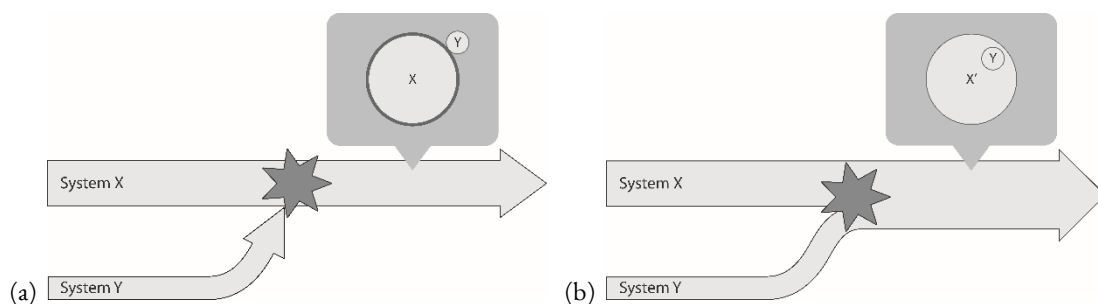 Y
X
System X
System Y
(a)
Y
X'
System X
System Y
(b)